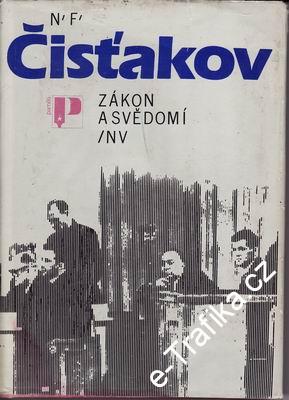 N' F'
Čisťakov
P
ZÁKON
A SVĚDOMÍ
/NV
e-Trafika.cz